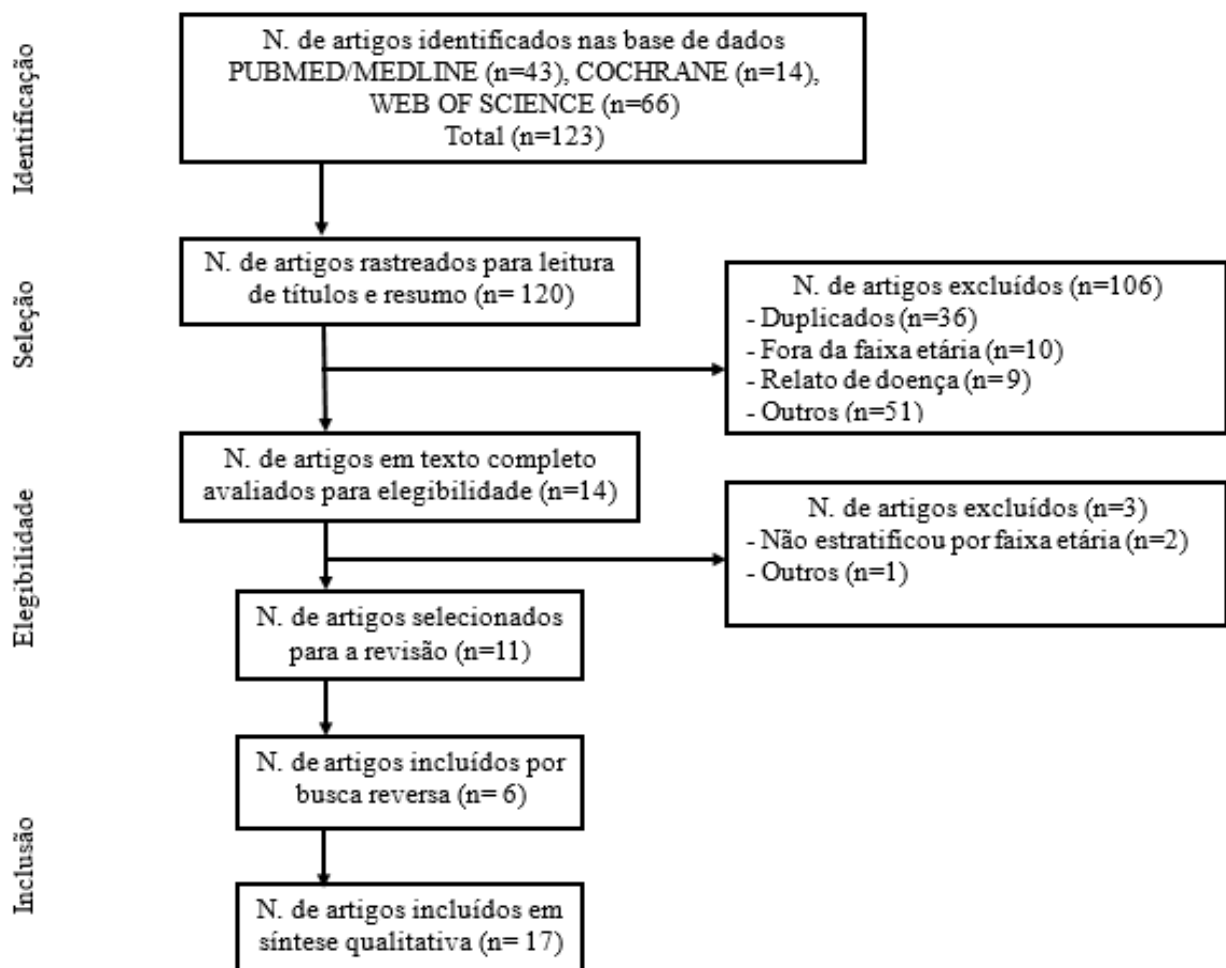 Identificação
N. de artigos identificados nas base de dados
PUBMED/MEDLINE (n=43), COCHRANE (n=14),
WEB OF SCIENCE (n=66)
Total (n=123)
Seleção
N. de artigos rastreados para leitura
de títulos e resumo (n= 120)
N. de artigos excluídos (n=106)
- Duplicados (n=36)
- Fora da faixa etária (n=10)
- Relato de doença (n=9)
- Outros (n=51)
Elegibilidade
N. de artigos em texto completo
avaliados para elegibilidade (n=14)
N. de artigos excluídos (n=3)
- Não estratificou por faixa etária (n=2)
- Outros (n=1)
N. de artigos selecionados
para a revisão (n=11)
Inclusão
N. de artigos incluídos por
busca reversa (n= 6)
N. de artigos incluídos em
síntese qualitativa (n= 17)